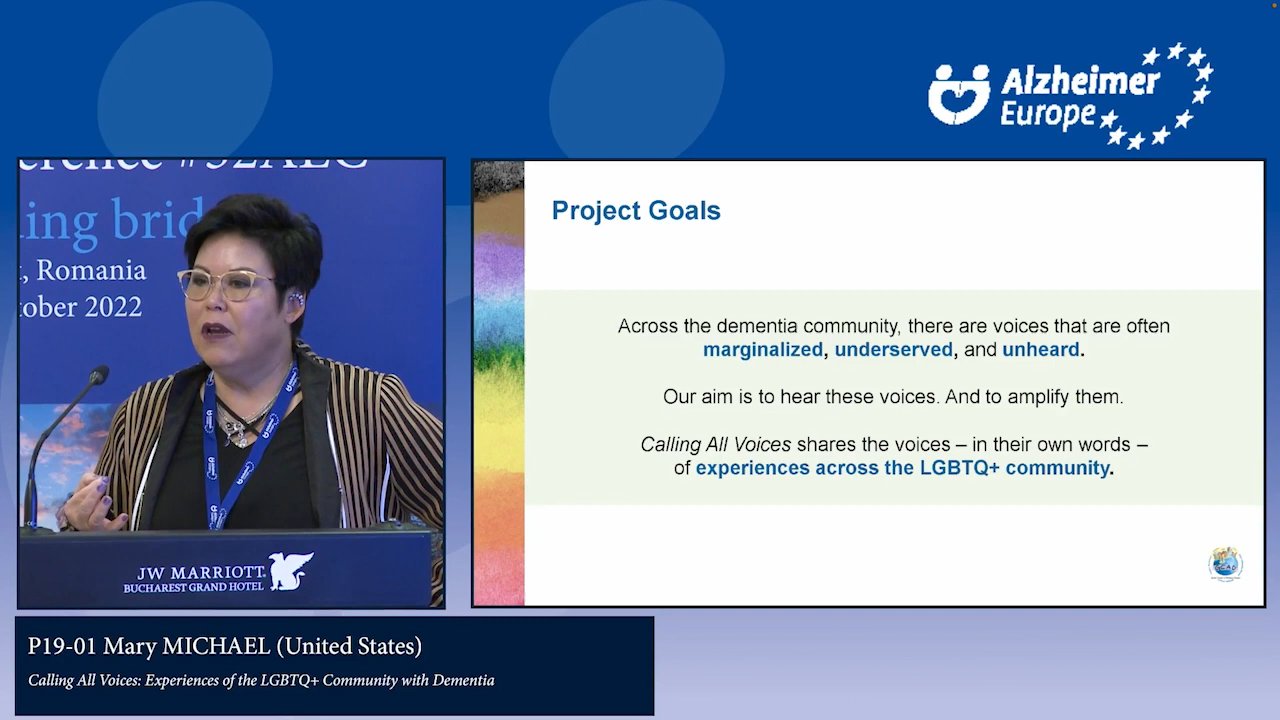 Alzheimer
Europe
erence #32AEC
ing brid
, Romania
ober 2022
JW MARRIOTT
BUCHAREST GRAND HOTEL
Project Goals
Across the dementia community, there are voices that are often
marginalized, underserved, and unheard.
Our aim is to hear these voices. And to amplify them.
Calling All Voices shares the voices – in their own words –
of experiences across the LGBTQ+ community.
P19-01 Mary MICHAEL (United States)
Calling All Voices: Experiences of the LGBTQ+ Community with Dementia